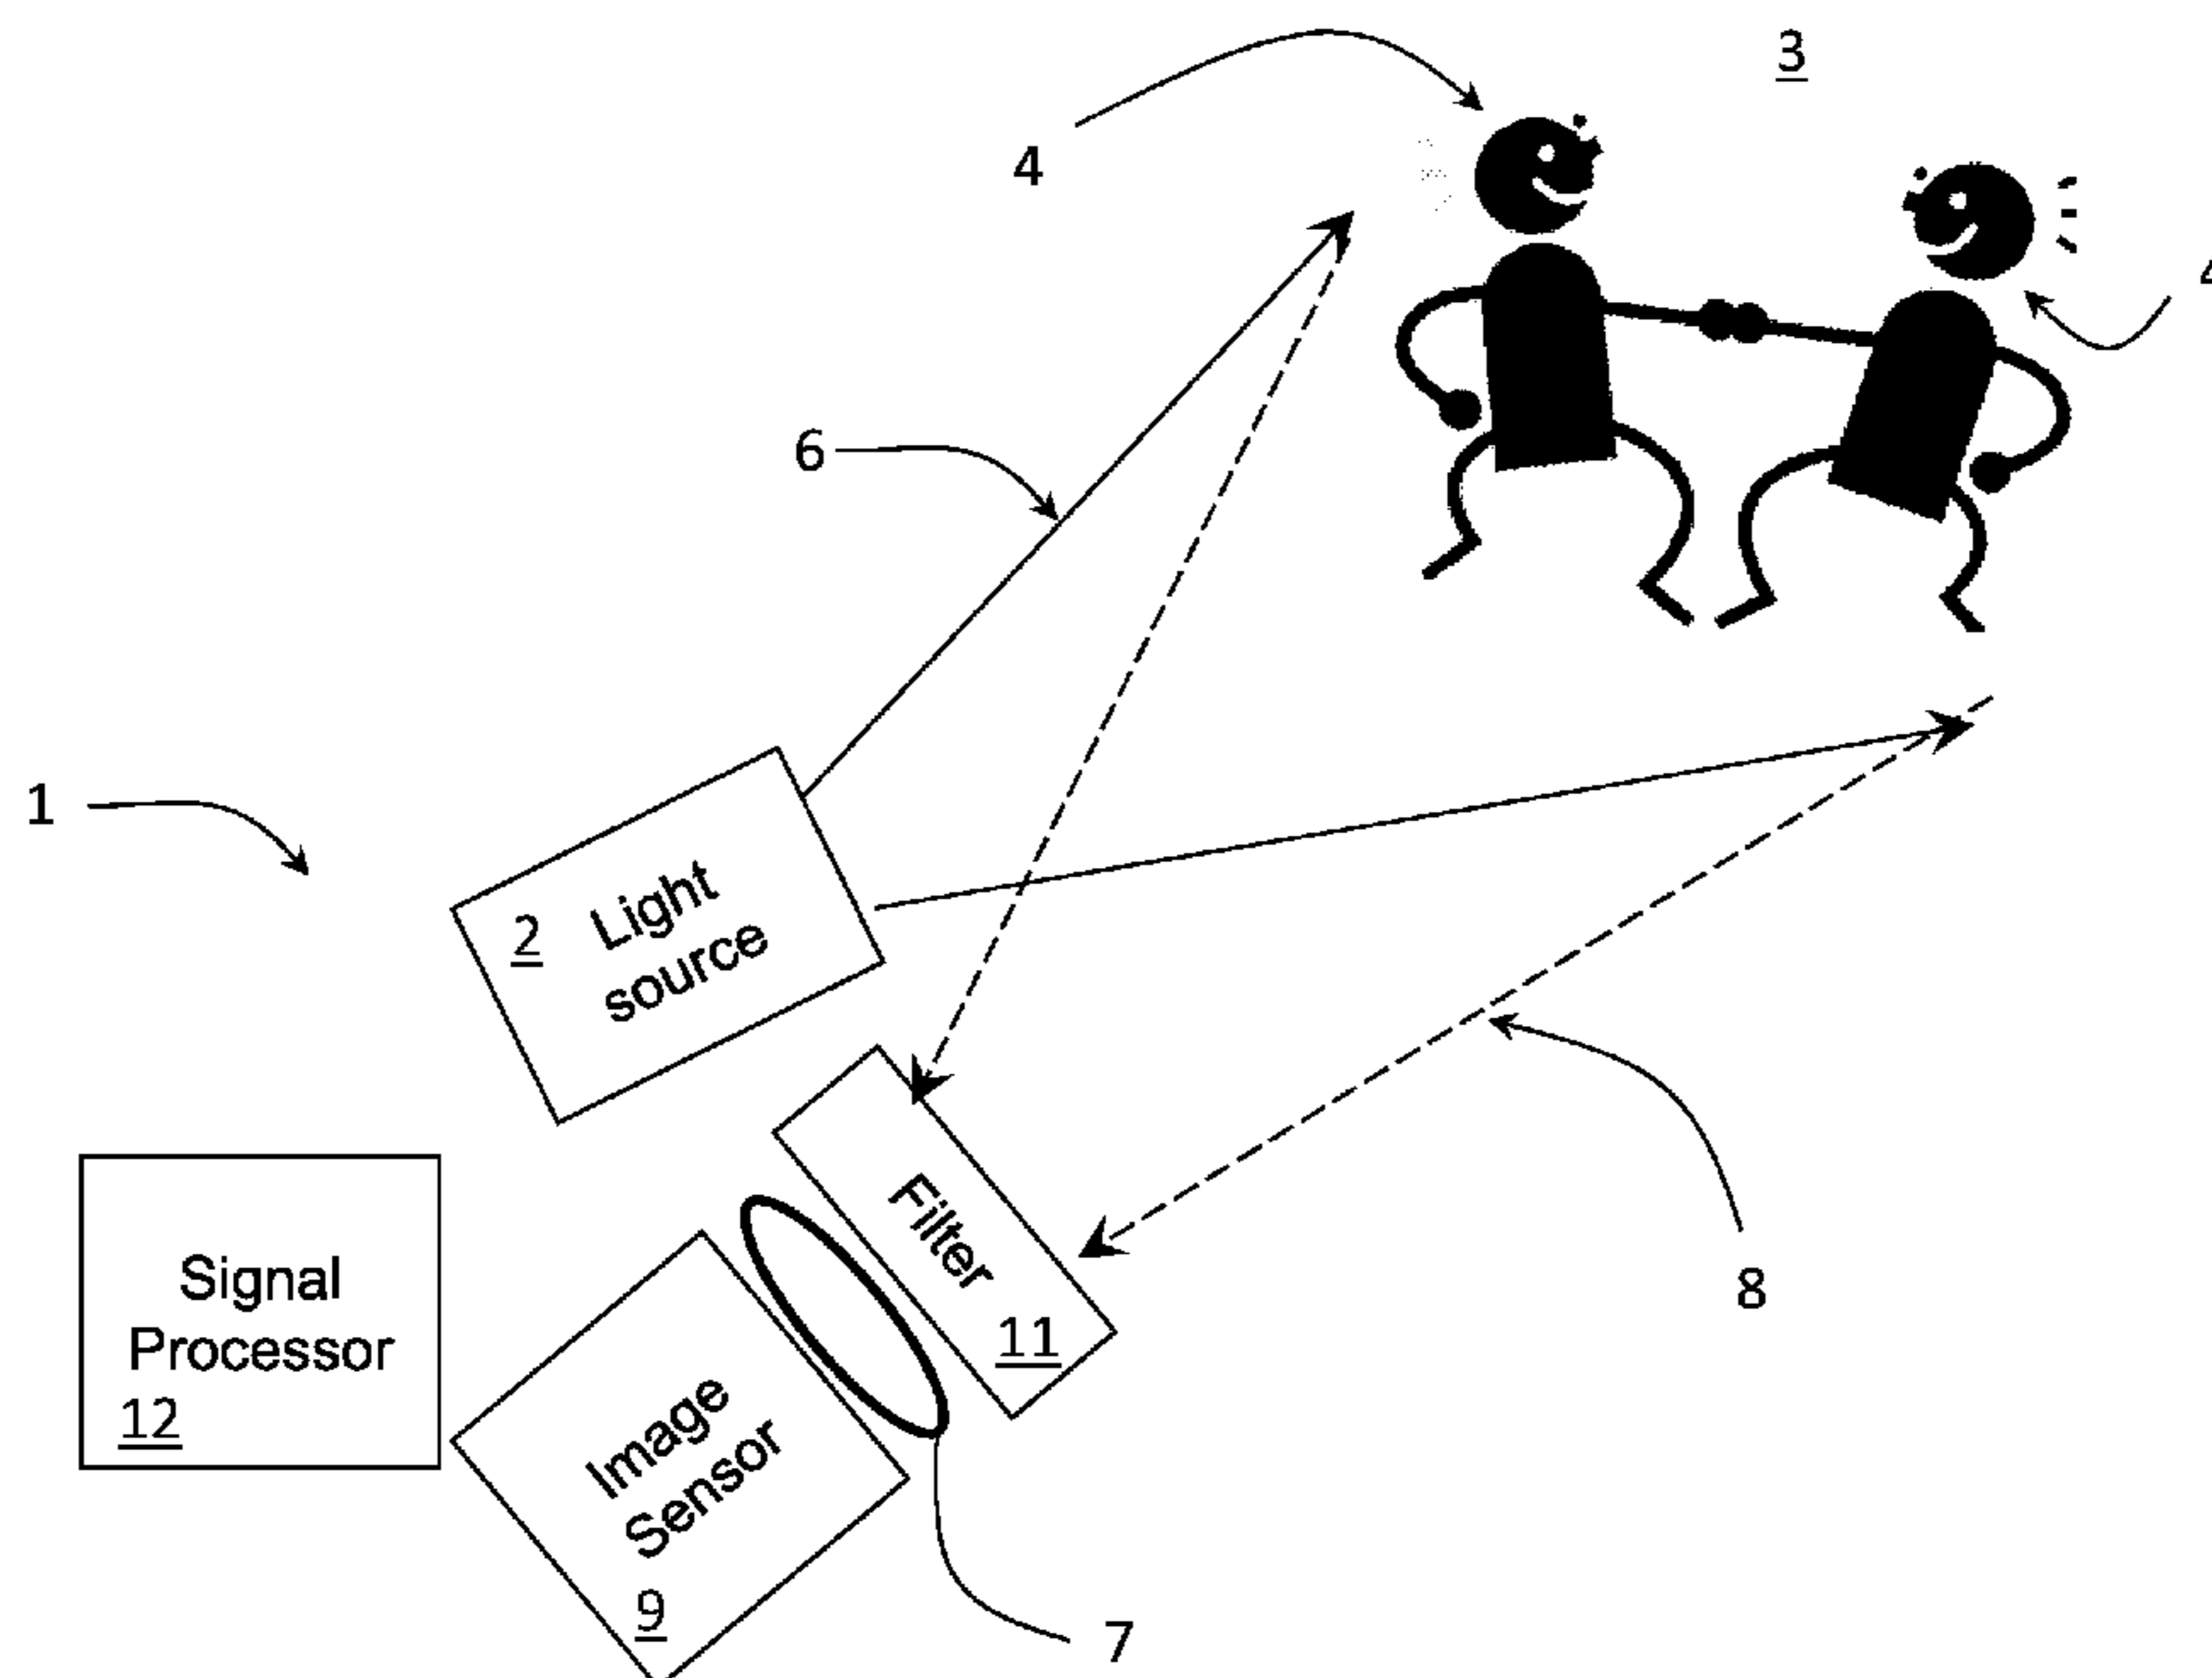 3
4
6
1
2
Light
source
Filter
11
8
Signal
Processor
12
Image
Sensor
9
7